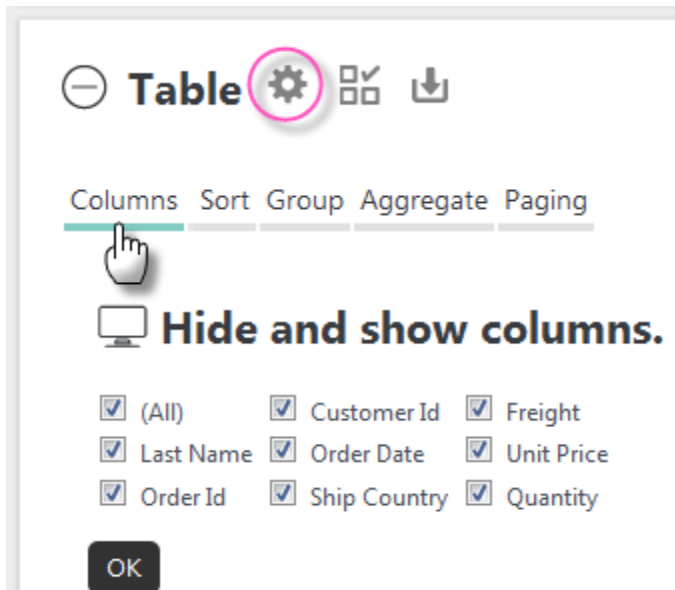 Table
Columns Sort Group Aggregate Paging
Hide and show columns.
(All) Customer Id Freight
Last Name Order Date Unit Price
Order Id Ship Country Quantity
OK